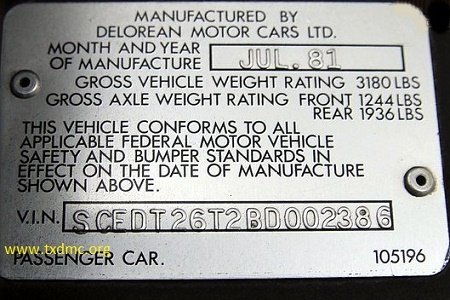 MANUFACTURED BY
DELOREAN MOTOR CARS LTD.
MONTH AND YEAR
OF MANUFACTURE JUL.81
GROSS VEHICLE WEIGHT RATING 3180 LBS
GROSS AXLE WEIGHT RATING FRONT 1244 LBS
REAR 1936 LBS
THIS VEHICLE CONFORMS TO ALL
APPLICABLE FEDERAL MOTOR VEHICLE
SAFETY AND BUMPER STANDARDS IN
EFFECT ON THE DATE OF MANUFACTURE
SHOWN ABOVE.
V.I.N. SCEDT26T2BD002386
www.txdmc.org
PASSENGER CAR. 105196